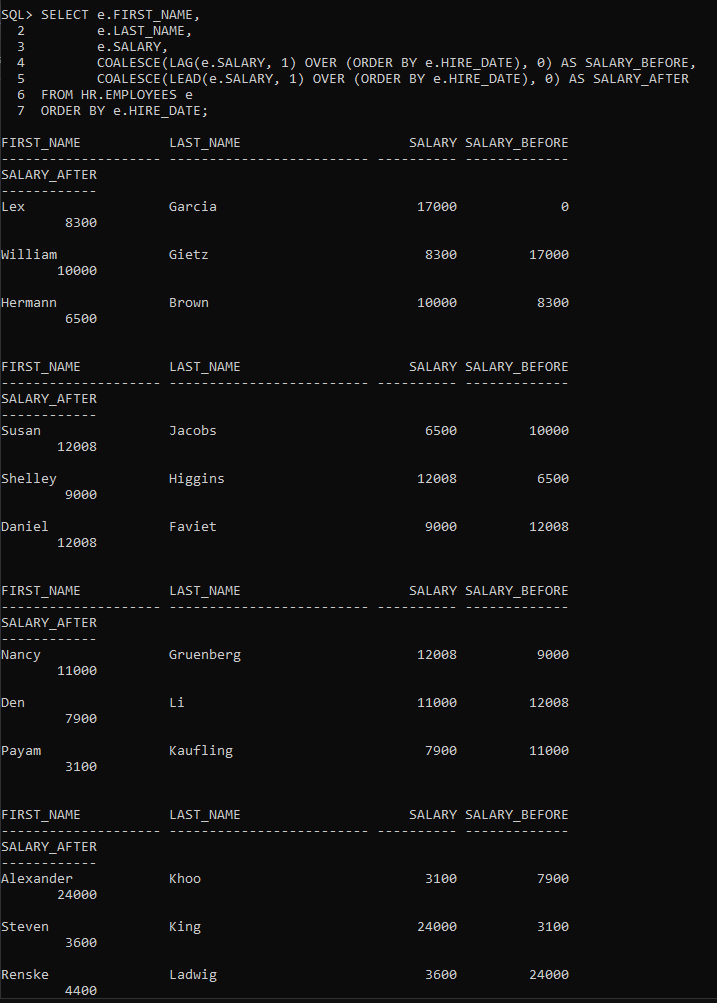 SQL> SELECT e.FIRST_NAME,
  2         e.LAST_NAME,
  3         e.SALARY,
  4         COALESCE(LAG(e.SALARY, 1) OVER (ORDER BY e.HIRE_DATE), 0) AS SALARY_BEFORE,
  5         COALESCE(LEAD(e.SALARY, 1) OVER (ORDER BY e.HIRE_DATE), 0) AS SALARY_AFTER
  6  FROM HR.EMPLOYEES e
  7  ORDER BY e.HIRE_DATE;

FIRST_NAME           LAST_NAME                     SALARY SALARY_BEFORE
-------------------- ------------------------- ---------- -------------
SALARY_AFTER
------------
Lex                  Garcia                         17000             0
        8300

William              Gietz                           8300         17000
       10000

Hermann              Brown                          10000          8300
        6500


FIRST_NAME           LAST_NAME                     SALARY SALARY_BEFORE
-------------------- ------------------------- ---------- -------------
SALARY_AFTER
------------
Susan                Jacobs                          6500         10000
       12008

Shelley              Higgins                        12008          6500
        9000

Daniel               Faviet                          9000         12008
       12008


FIRST_NAME           LAST_NAME                     SALARY SALARY_BEFORE
-------------------- ------------------------- ---------- -------------
SALARY_AFTER
------------
Nancy                Gruenberg                      12008          9000
       11000

Den                  Li                             11000         12008
        7900

Payam                Kaufling                        7900         11000
        3100


FIRST_NAME           LAST_NAME                     SALARY SALARY_BEFORE
-------------------- ------------------------- ---------- -------------
SALARY_AFTER
------------
Alexander            Khoo                            3100          7900
       24000

Steven               King                           24000          3100
        3600

Renske               Ladwig                          3600         24000
        4400